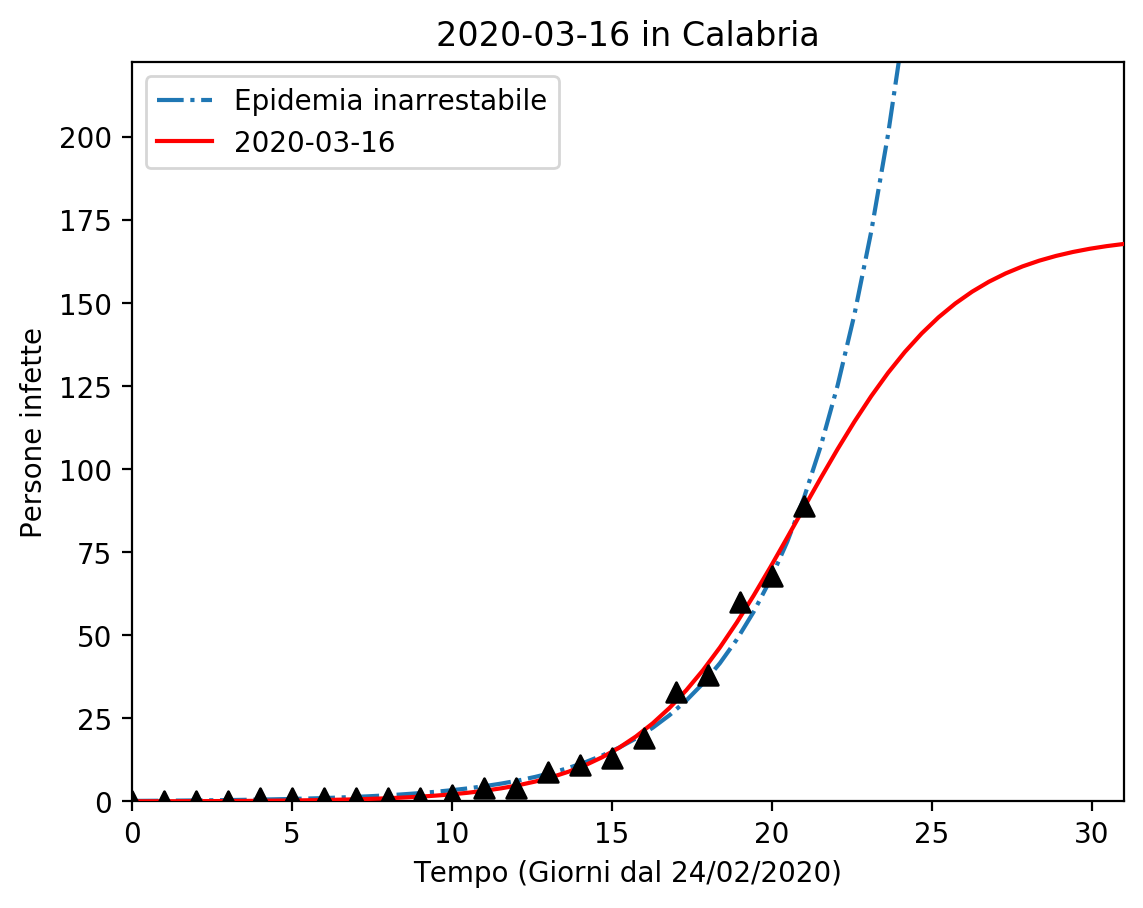 2020-03-16 in Calabria
Epidemia inarrestabile
2020-03-16
200
175
150
125
100
75
50
25
0
Persone infette
0 5 10 15 20 25 30
Tempo (Giorni dal 24/02/2020)